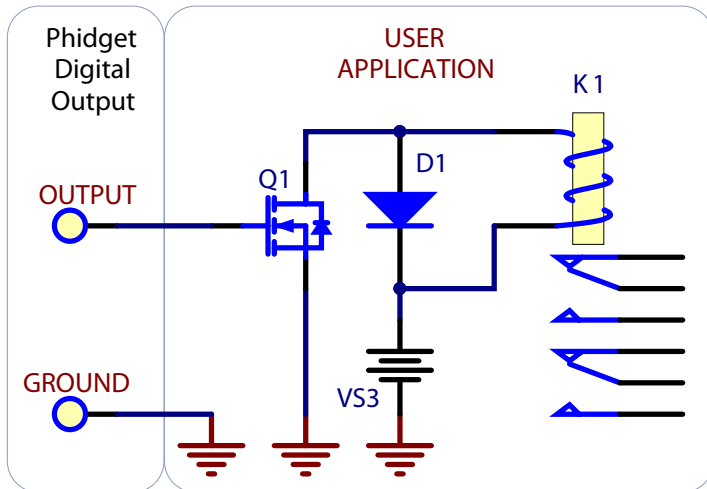 Phidget
Digital
Output
USER
APPLICATION
K1
D1
Q1
OUTPUT
GROUND
VS3